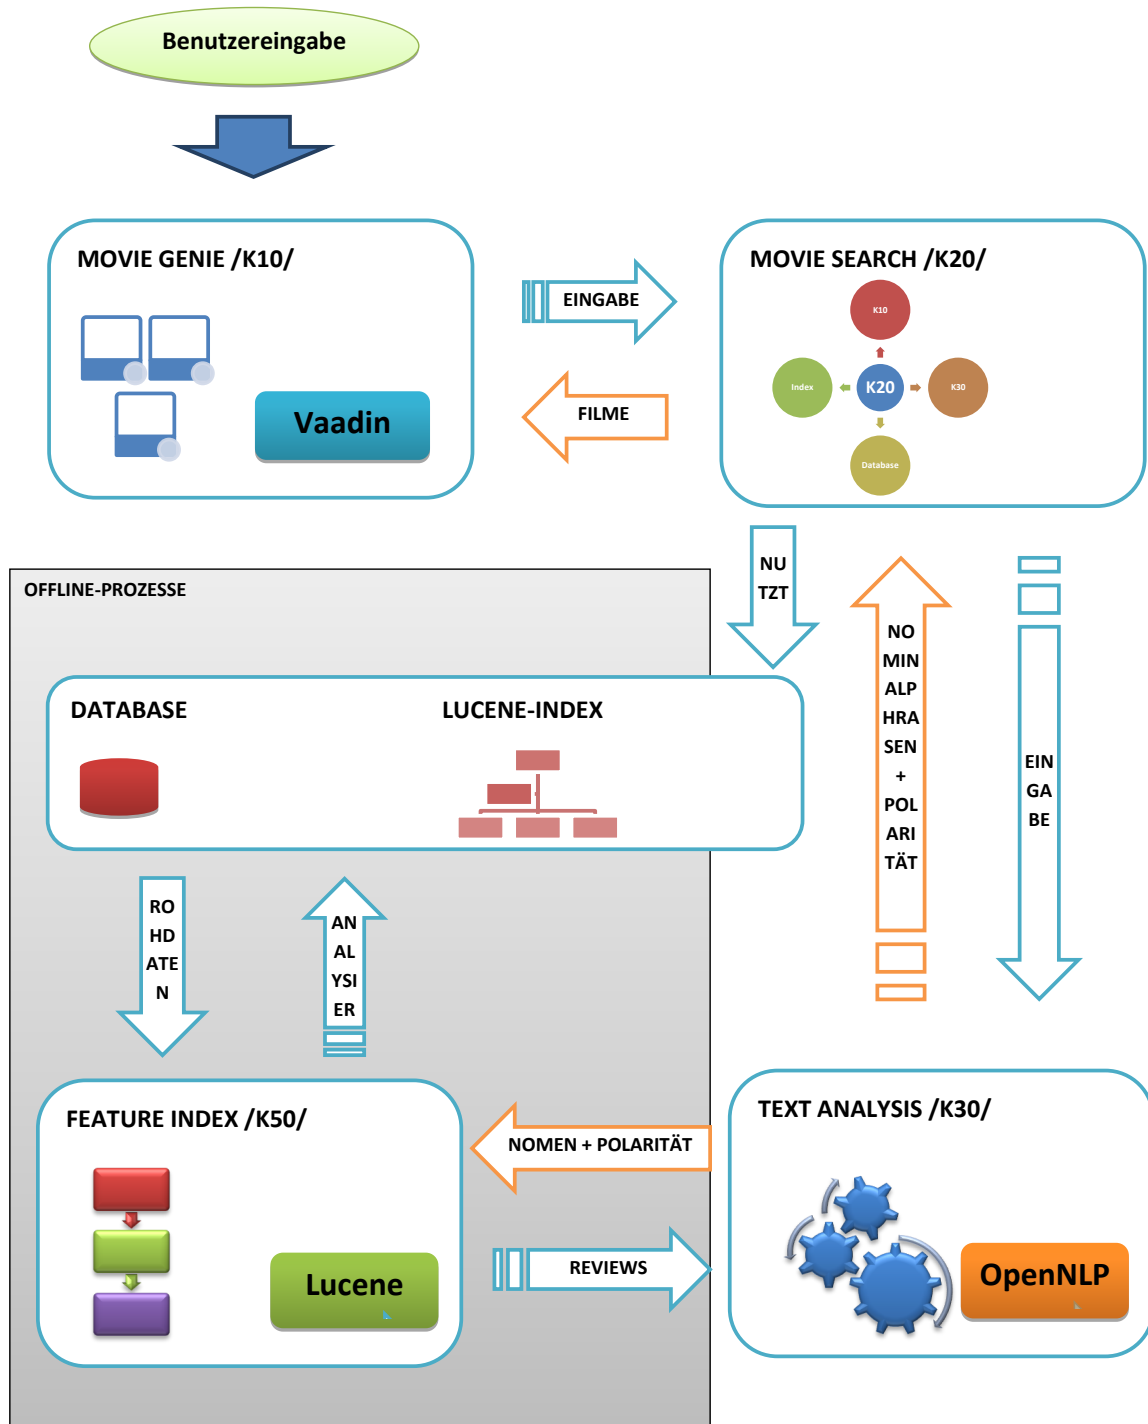 Benutzereingabe
MOVIE GENIE /K10/
Vaadin
EINGABE
FILME
MOVIE SEARCH /K20/
K10
Index
K20
K30
Database
NU
TZT
NO
MIN
ALP
HRA
SEN
+
POL
ARI
TÄT
EIN
GA
BE
OFFLINE-PROZESSE
DATABASE
LUCENE-INDEX
RO
HD
ATE
N
AN
AL
YSI
ER
FEATURE INDEX /K50/
Lucene
NOMEN + POLARITÄT
REVIEWS
TEXT ANALYSIS /K30/
OpenNLP